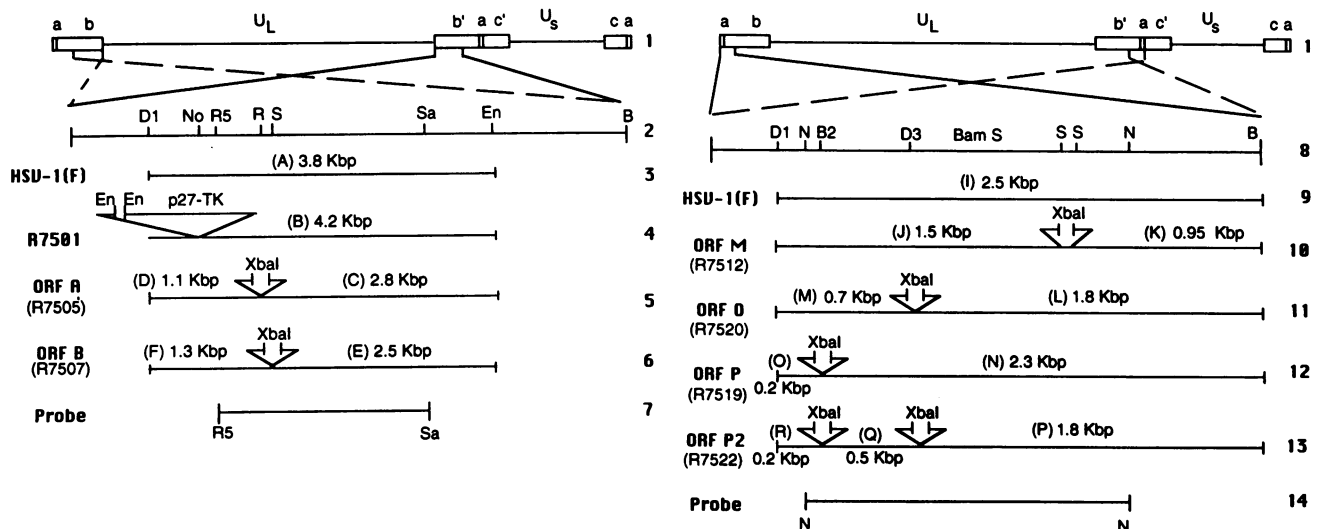 a b U_L b' a c' U_S c a
1
D1 No R5 R S Sa En B
2
(A) 3.8 Kbp
HSV-1(F)
3
En En p27-TK
(B) 4.2 Kbp
R7501
4
XbaI
(D) 1.1 Kbp (C) 2.8 Kbp
ORF A
(R7505)
5
XbaI
(F) 1.3 Kbp (E) 2.5 Kbp
ORF B
(R7507)
6
Probe
7
R5 Sa
a b U_L b' a c' U_S c a
1
D1 N B2 D3 Bam S S S N B
8
(I) 2.5 Kbp
HSV-1(F)
9
XbaI
(J) 1.5 Kbp (K) 0.95 Kbp
ORF M
(R7512)
10
XbaI
(M) 0.7 Kbp (L) 1.8 Kbp
ORF O
(R7520)
11
XbaI
(O) (N) 2.3 Kbp
ORF P
0.2 Kbp
(R7519)
12
XbaI XbaI
(R) (Q) (P) 1.8 Kbp
ORF P2
(R7522) 0.2 Kbp 0.5 Kbp
13
Probe
14
N N